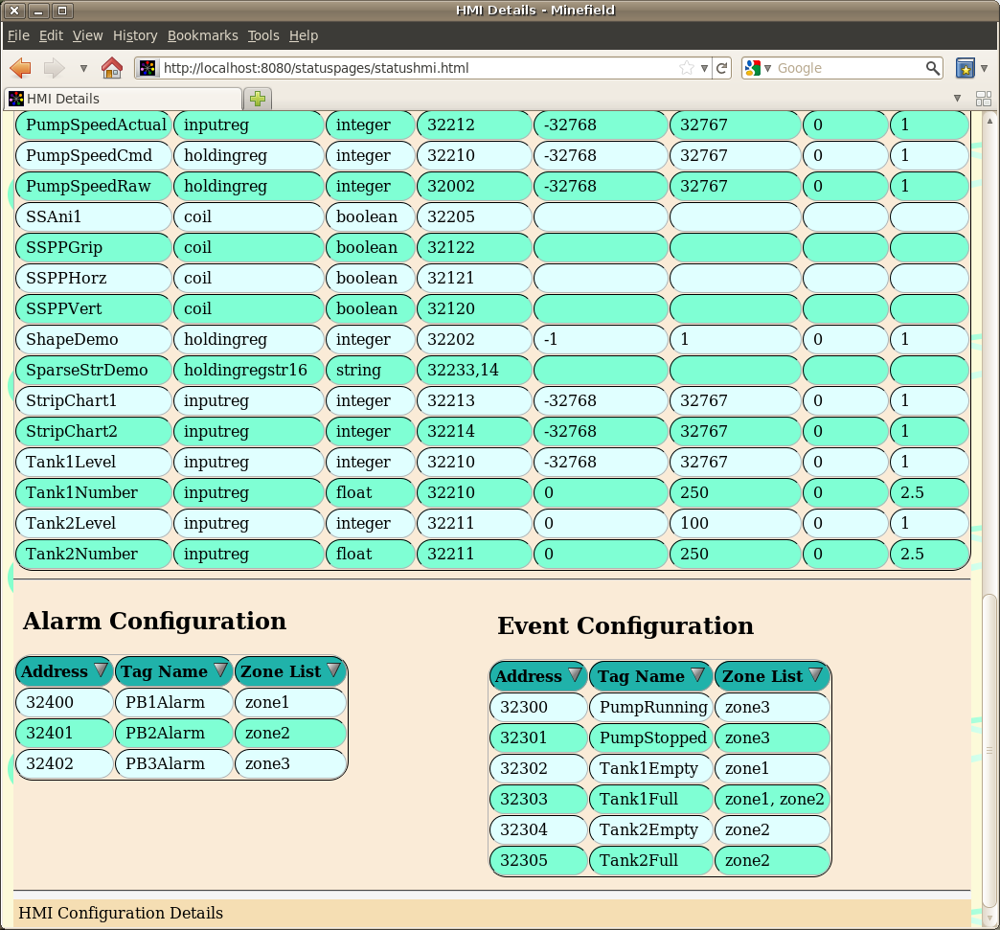 HMI Details - Minefield
File Edit View History Bookmarks Tools Help
http://localhost:8080/statuspages/statushmi.html Google
HMI Details
PumpSpeedActual inputreg integer 32212 -32768 32767 0 1
PumpSpeedCmd holdingreg integer 32210 -32768 32767 0 1
PumpSpeedRaw holdingreg integer 32002 -32768 32767 0 1
SSAni1 coil boolean 32205
SSPPGrip coil boolean 32122
SSPPHorz coil boolean 32121
SSPPVert coil boolean 32120
ShapeDemo holdingreg integer 32202 -1 1 0 1
SparseStrDemo holdingregstr16 string 32233,14
StripChart1 inputreg integer 32213 -32768 32767 0 1
StripChart2 inputreg integer 32214 -32768 32767 0 1
Tank1Level inputreg integer 32210 -32768 32767 0 1
Tank1Number inputreg float 32210 0 250 0 2.5
Tank2Level inputreg integer 32211 0 100 0 1
Tank2Number inputreg float 32211 0 250 0 2.5
Alarm Configuration
Address Tag Name Zone List
32400 PB1Alarm zone1
32401 PB2Alarm zone2
32402 PB3Alarm zone3
Event Configuration
Address Tag Name Zone List
32300 PumpRunning zone3
32301 PumpStopped zone3
32302 Tank1Empty zone1
32303 Tank1Full zone1, zone2
32304 Tank2Empty zone2
32305 Tank2Full zone2
HMI Configuration Details